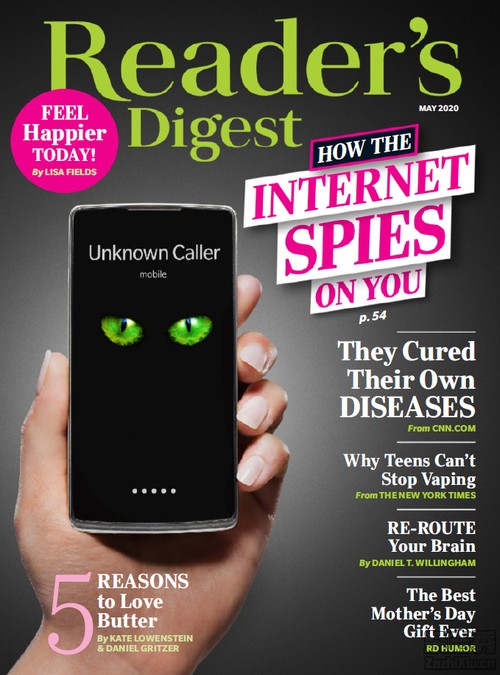 Reader's
Digest
MAY 2020
FEEL
Happier
TODAY!
By LISA FIELDS
HOW THE
INTERNET
SPIES
ON YOU
p. 54
Unknown Caller
mobile
They Cured
Their Own
DISEASES
From CNN.COM
Why Teens Can't
Stop Vaping
From THE NEW YORK TIMES
RE-ROUTE
Your Brain
By DANIEL T. WILLINGHAM
The Best
Mother's Day
Gift Ever
RD HUMOR
5 REASONS
to Love
Butter
By KATE LOWENSTEIN
& DANIEL GRITZER
ZazhiXiu.cn